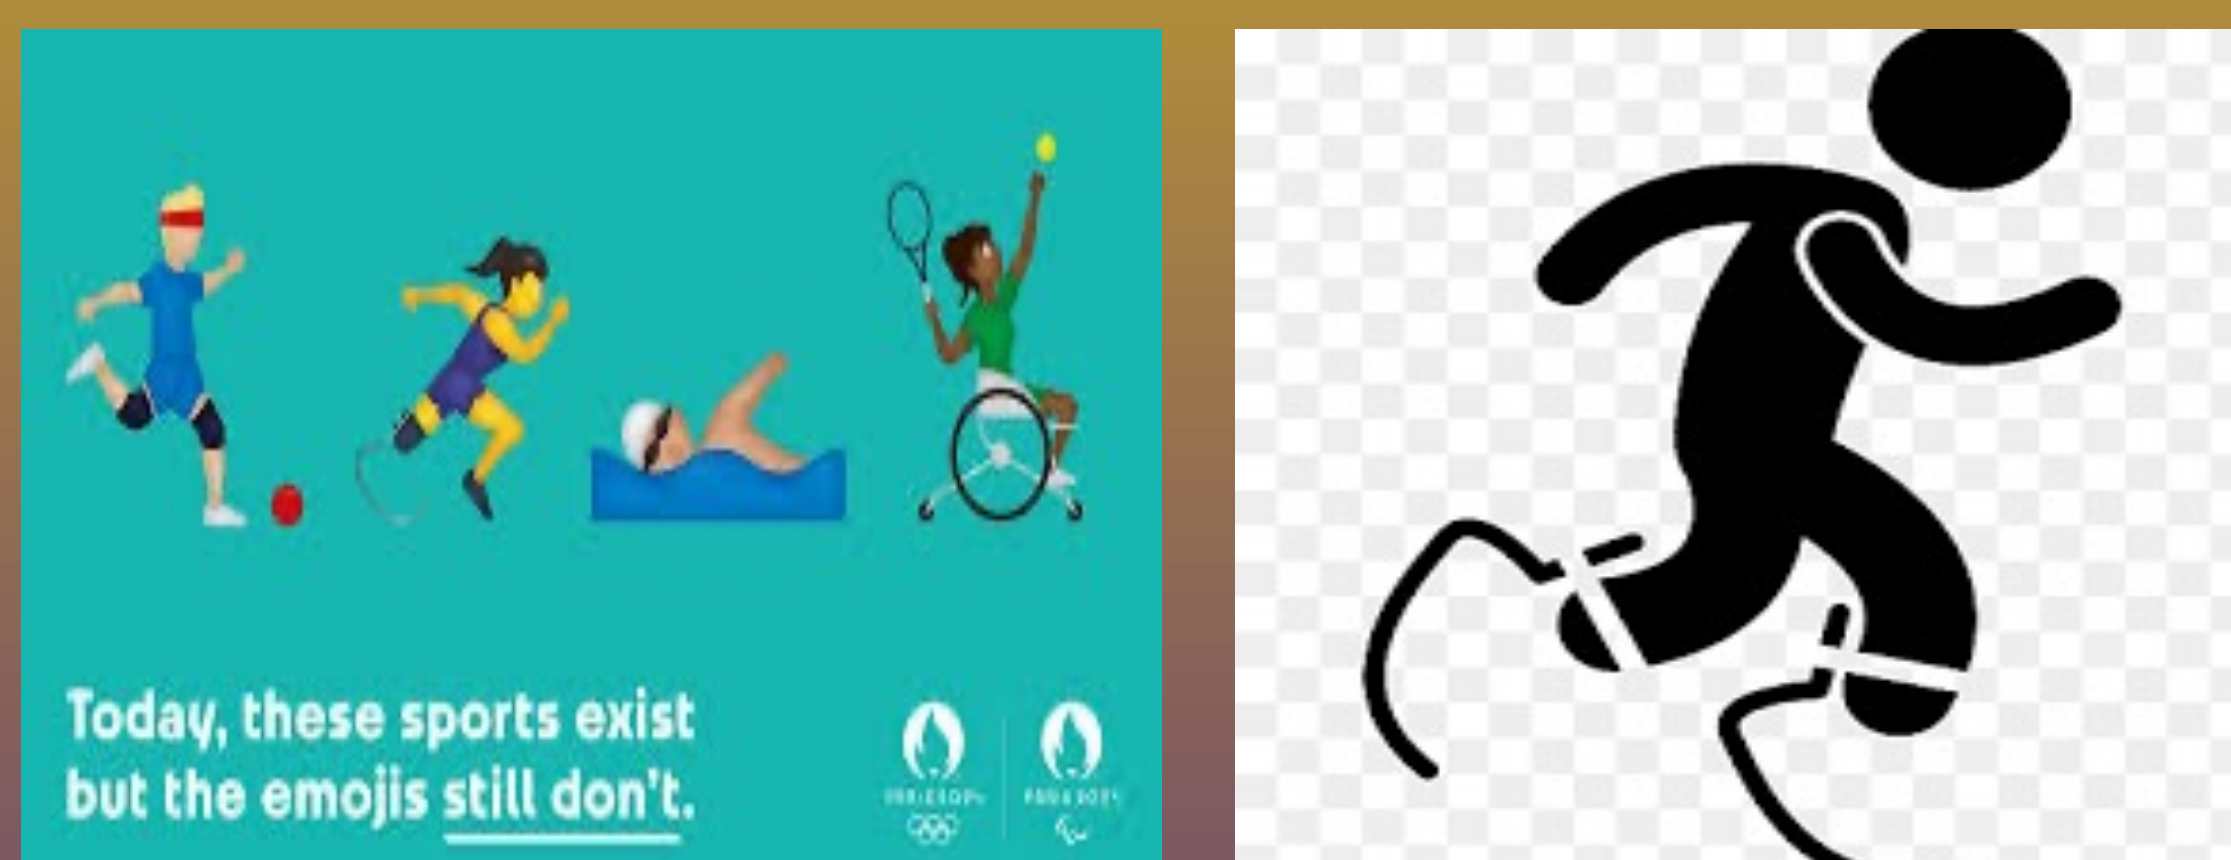 Today, these sports exist
but the emojis still don't.